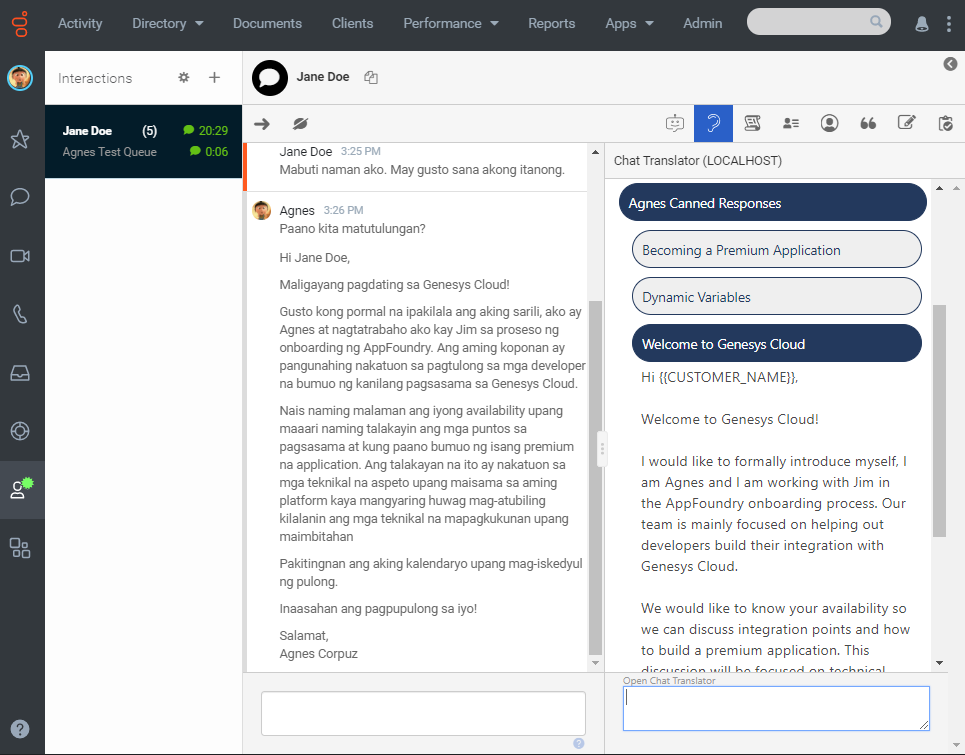 Activity
Directory
Documents
Clients
Performance
Reports
Apps
Admin
Interactions
Jane Doe (5) 20:29
Agnes Test Queue 0:06
Jane Doe
Jane Doe 3:25 PM
Mabuti naman ako. May gusto sana akong itanong.
Agnes 3:26 PM
Paano kita matutulungan?
Hi Jane Doe,
Maligayang pagdating sa Genesys Cloud!
Gusto kong pormal na ipakilala ang aking sarili, ako ay
Agnes at nagtatrabaho ako kay Jim sa proseso ng
onboarding ng AppFoundry. Ang aming koponan ay
pangunahing nakatuon sa pagtulong sa mga developer
na bumuo ng kanilang pagsasama sa Genesys Cloud.
Nais naming malaman ang iyong availability upang
maaari naming talakayin ang mga puntos sa
pagsasama at kung paano bumuo ng isang premium
na application. Ang talakayan na ito ay nakatuon sa
mga teknikal na aspeto upang maisama sa aming
platform kaya mangyaring huwag mag-atubiling
kilalanin ang mga teknikal na mapagkukunan upang
maimbitahan
Pakitingnan ang aking kalendaryo upang mag-iskedyul
ng pulong.
Inaasahan ang pagpupulong sa iyo!
Salamat,
Agnes Corpuz
Chat Translator (LOCALHOST)
Agnes Canned Responses
Becoming a Premium Application
Dynamic Variables
Welcome to Genesys Cloud
Hi {{CUSTOMER_NAME}},
Welcome to Genesys Cloud!
I would like to formally introduce myself, I
am Agnes and I am working with Jim in
the AppFoundry onboarding process. Our
team is mainly focused on helping out
developers build their integration with
Genesys Cloud.
We would like to know your availability so
we can discuss integration points and how
to build a premium application. This
discussion will be focused on technical
Open Chat Translator